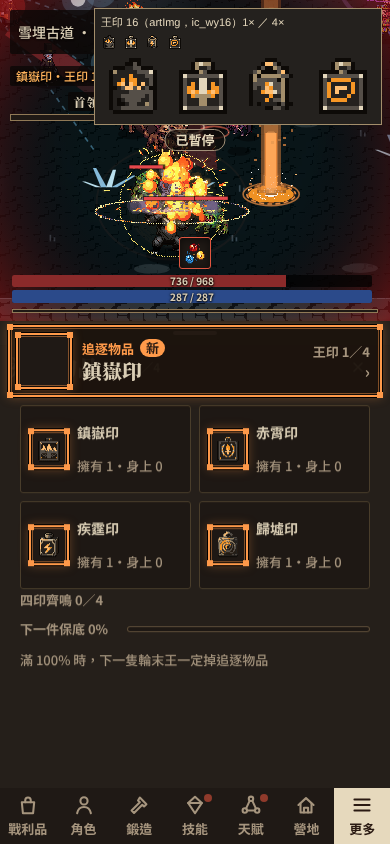 雪埋古道・
王印 16（artImg，ic_wy16）1× ／ 4×
鎮嶽印・王印 1
首領
已暫停
736 / 968
287 / 287
追逐物品 新
鎮嶽印
王印 1／4
›
鎮嶽印
擁有 1・身上 0
赤霄印
擁有 1・身上 0
疾霆印
擁有 1・身上 0
歸墟印
擁有 1・身上 0
四印齊鳴 0／4
下一件保底 0%
滿 100% 時，下一隻輪末王一定掉追逐物品
戰利品
角色
鍛造
技能
天賦
營地
更多